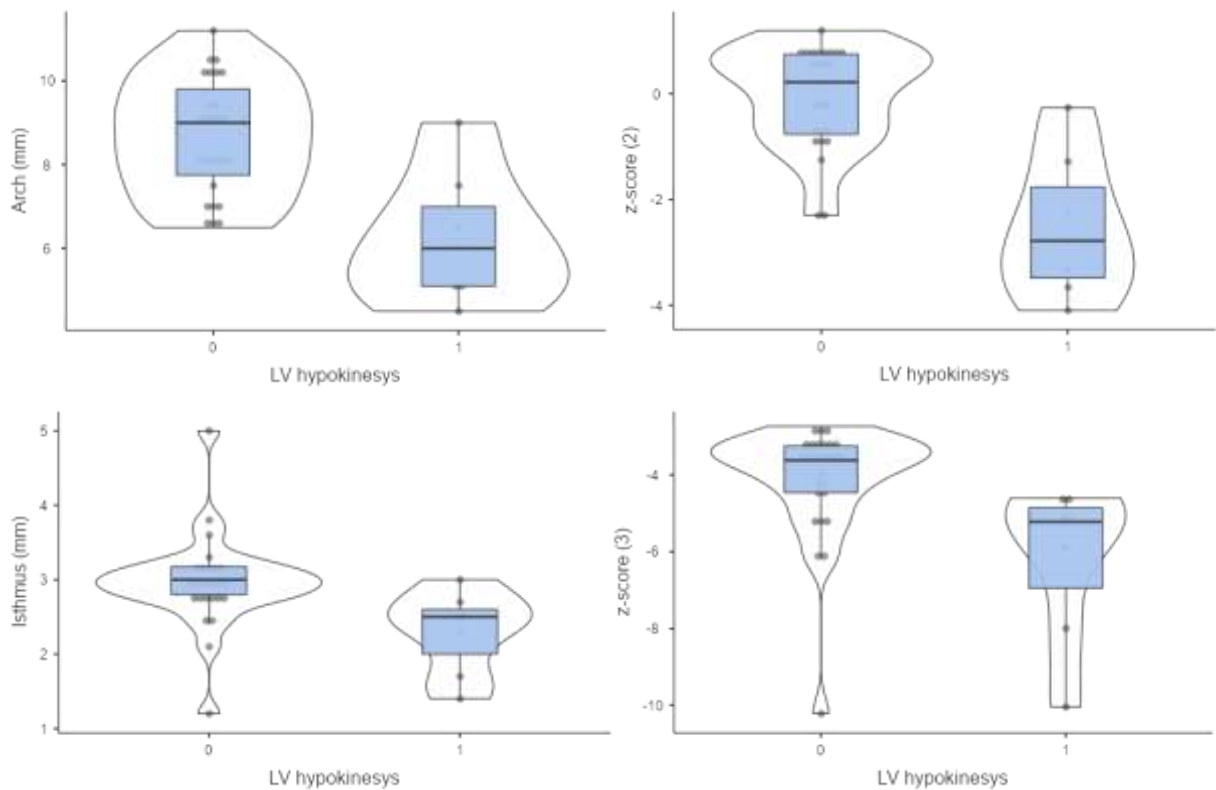 Arch (mm)
10
8
6
0
1
LV hypokinesys
z-score (2)
0
-2
-4
0
1
LV hypokinesys
Isthmus (mm)
5
4
3
2
1
0
1
LV hypokinesys
z-score (3)
-4
-6
-8
-10
0
1
LV hypokinesys